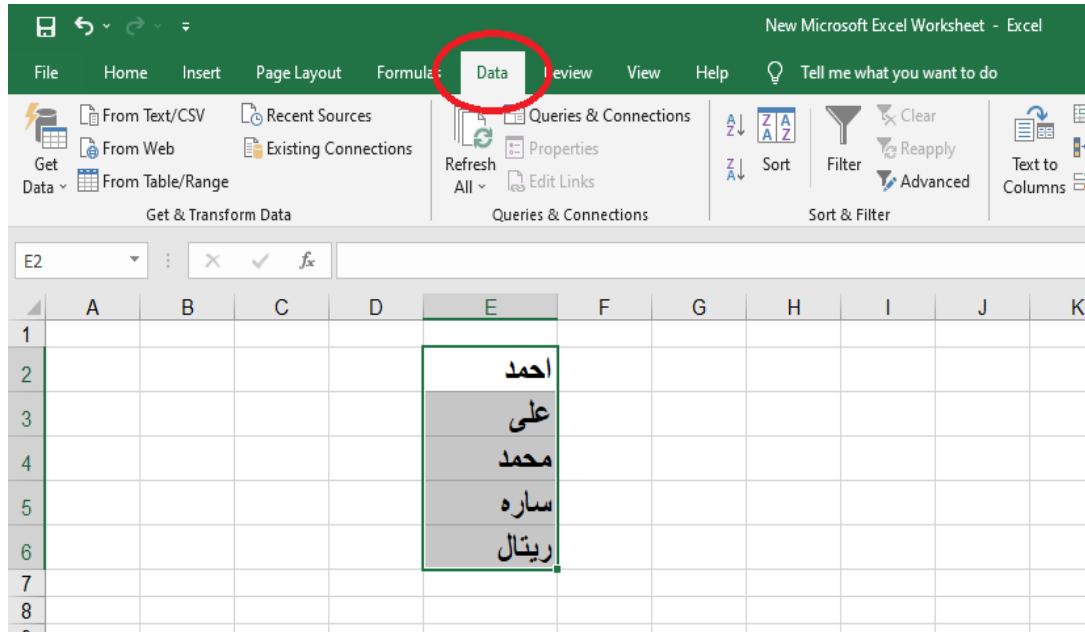 New Microsoft Excel Worksheet - Excel
File Home Insert Page Layout Formulas Data Review View Help Tell me what you want to do
From Text/CSV Recent Sources Queries & Connections Clear
From Web Existing Connections Properties Reapply
Get Data From Table/Range Refresh All Edit Links Sort Filter Advanced Text to Columns
Get & Transform Data Queries & Connections Sort & Filter
E2 fx
A B C D E F G H I J K
1
2 احمد
3 على
4 محمد
5 ساره
6 ريتال
7
8